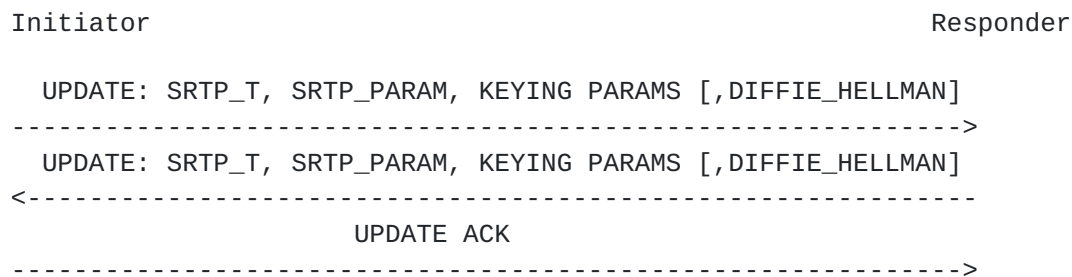 Initiator                                                  Responder
  UPDATE: SRTP_T, SRTP_PARAM, KEYING PARAMS [,DIFFIE_HELLMAN]
------------------------------------------------------------->
  UPDATE: SRTP_T, SRTP_PARAM, KEYING PARAMS [,DIFFIE_HELLMAN]
<-------------------------------------------------------------
                      UPDATE ACK
------------------------------------------------------------->